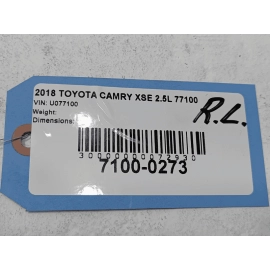 2018 TOYOTA CAMRY XSE 2.5L 77100
VIN: U077100
Weight:
Dimensions:
R.L.
3000000072930
7100-0273